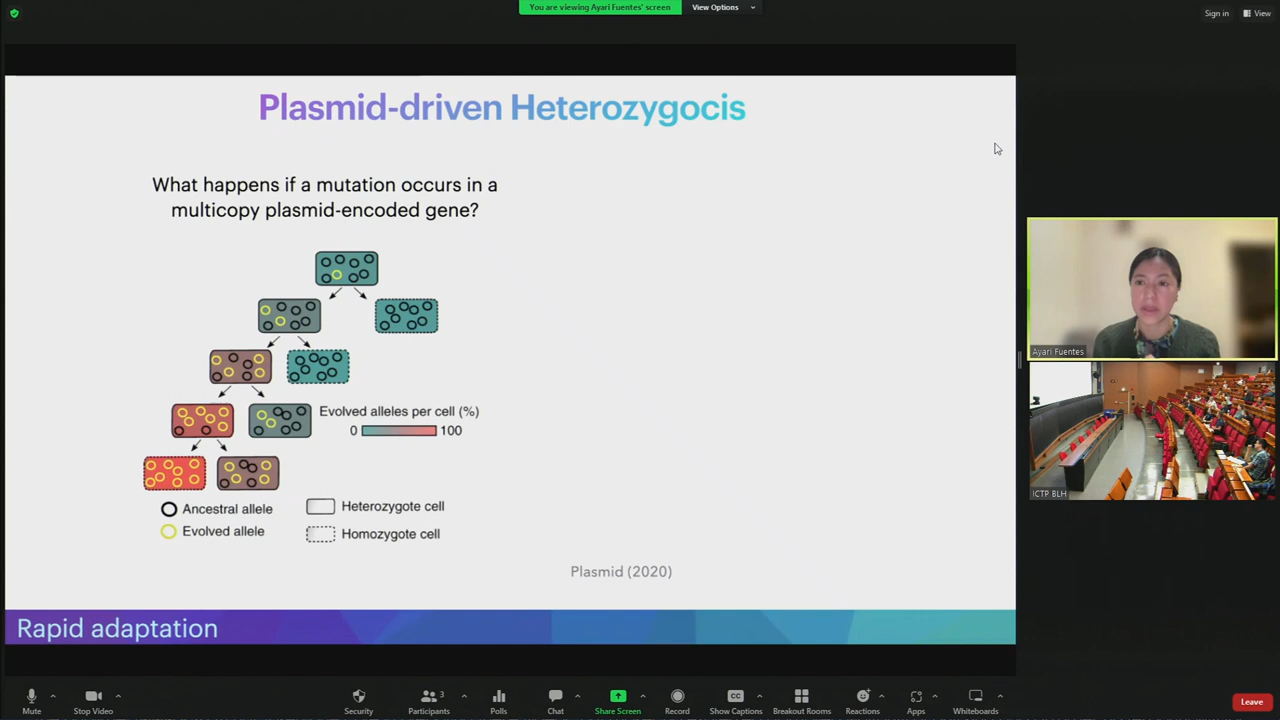 You are viewing Ayari Fuentes' screen
View Options
Sign in
View
Plasmid-driven Heterozygocis
What happens if a mutation occurs in a
multicopy plasmid-encoded gene?
Evolved alleles per cell (%)
0
100
Ancestral allele
Evolved allele
Heterozygote cell
Homozygote cell
Plasmid (2020)
Rapid adaptation
Ayari Fuentes
ICTP BLH
Mute
Stop Video
Security
Participants
3
Polls
Chat
Share Screen
Record
Show Captions
Breakout Rooms
Reactions
Apps
Whiteboards
Leave